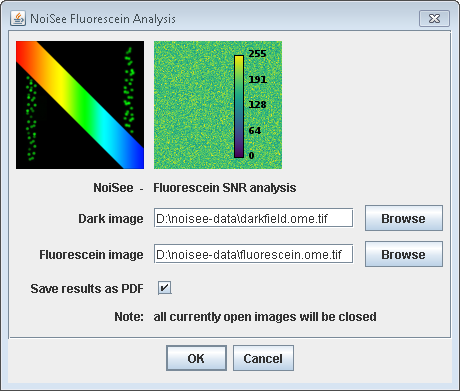 NoiSee Fluorescein Analysis
255
191
128
64
0
NoiSee - Fluorescein SNR analysis
Dark image D:\noisee-data\darkfield.ome.tif Browse
Fluorescein image D:\noisee-data\fluorescein.ome.tif Browse
Save results as PDF
Note: all currently open images will be closed
OK Cancel